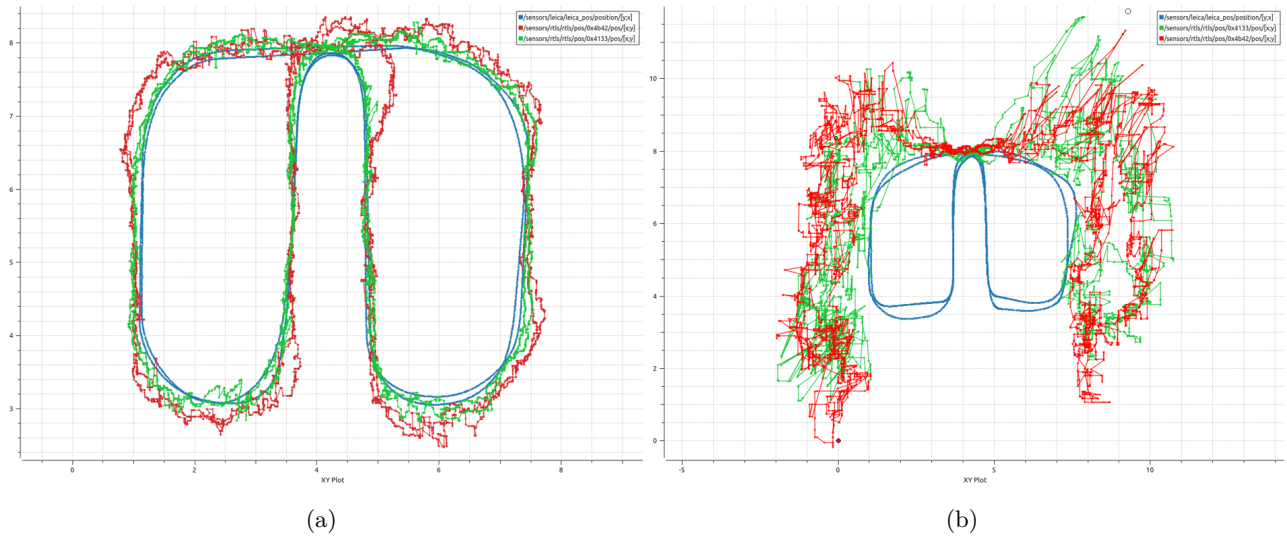 /sensors/leica/leica_pos/position/[y;x]
/sensors/rtls/rtls/pos/0x4b42/pos/[x;y]
/sensors/rtls/rtls/pos/0x4133/pos/[x;y]
8
7
6
5
4
3
0
2
4
6
8
XY Plot
(a)
/sensors/leica/leica_pos/position/[y;x]
/sensors/rtls/rtls/pos/0x4133/pos/[x;y]
/sensors/rtls/rtls/pos/0x4b42/pos/[x;y]
10
8
6
4
2
0
-5
0
5
10
XY Plot
(b)